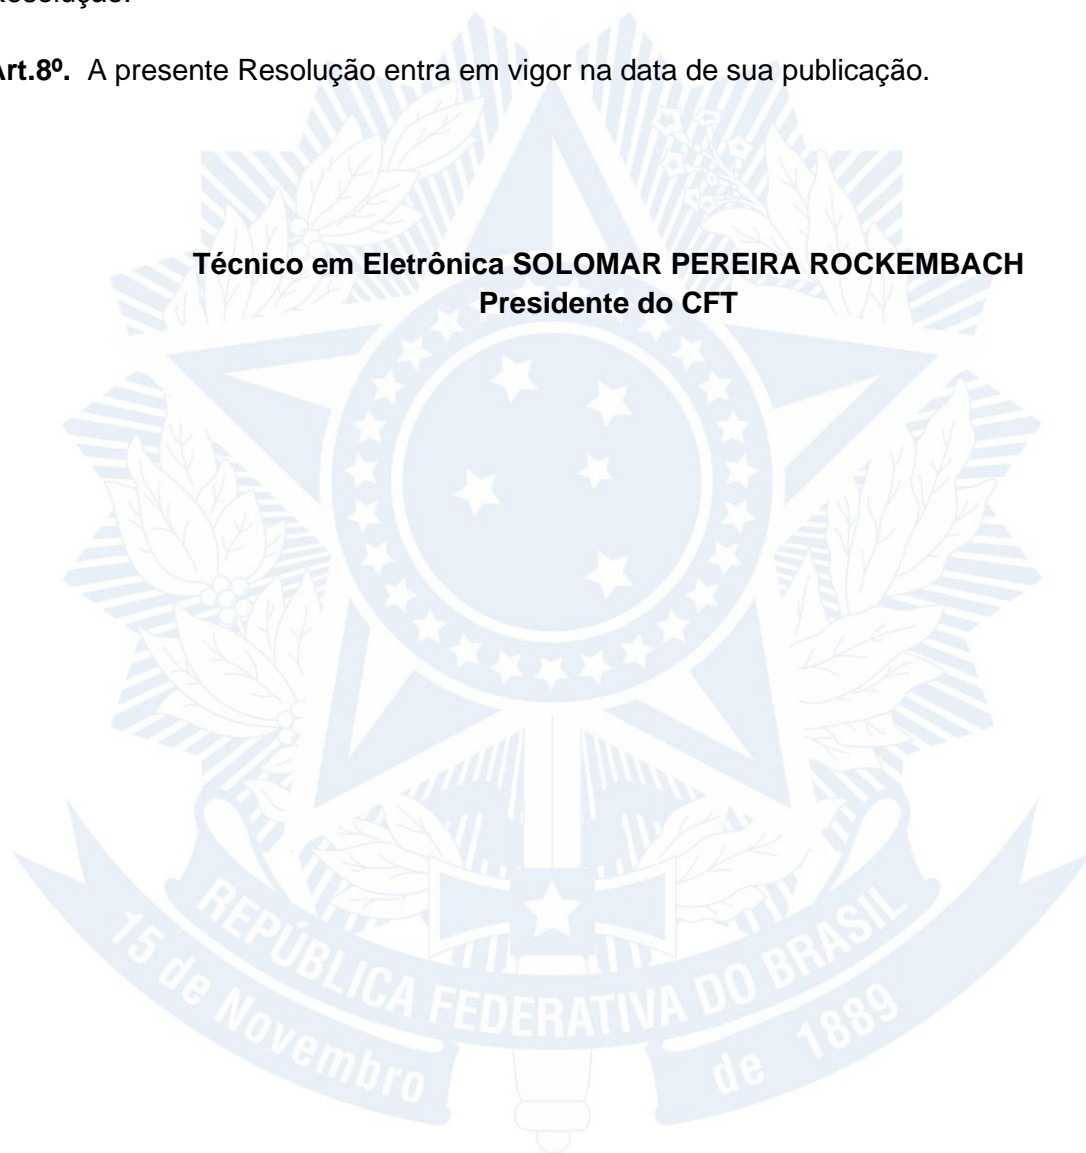 Art.8º. A presente Resolução entra em vigor na data de sua publicação.
Técnico em Eletrônica SOLOMAR PEREIRA ROCKEMBACH
Presidente do CFT
REPÚBLICA FEDERATIVA DO BRASIL
15 de Novembro de 1889